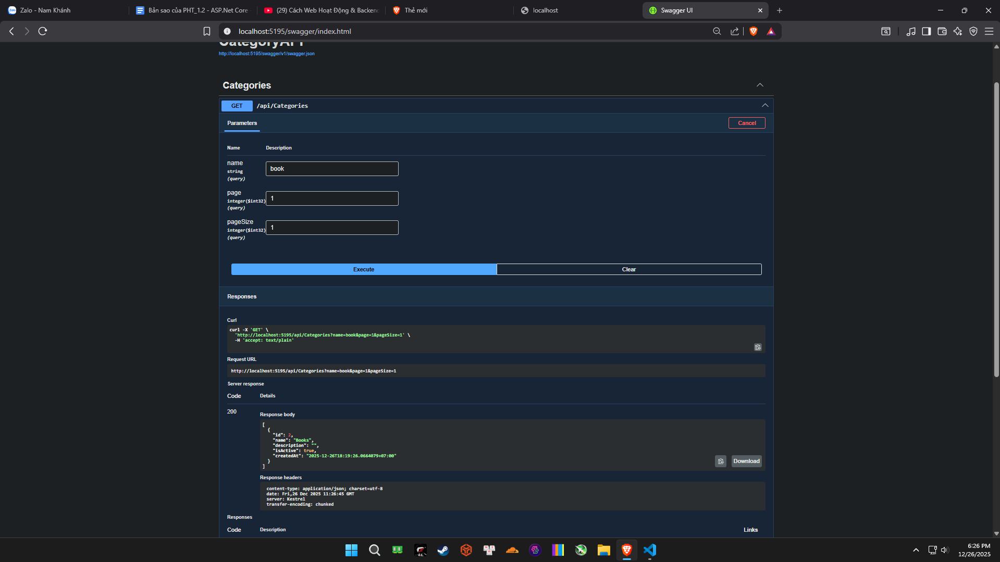 Zalo - Nam Khánh
Bản sao của PHT_1.2 - ASP.Net Core
(29) Cách Web Hoạt Động & Backend
Thẻ mới
localhost
Swagger UI
localhost:5195/swagger/index.html
CategoryAPI
http://localhost:5195/swagger/v1/swagger.json
Categories
GET /api/Categories
Parameters
Cancel
Name Description
name
string
(query)
book
page
integer($int32)
(query)
1
pageSize
integer($int32)
(query)
1
Execute
Clear
Responses
Curl
curl -X 'GET' \
'http://localhost:5195/api/Categories?name=book&page=1&pageSize=1' \
-H 'accept: text/plain'
Request URL
http://localhost:5195/api/Categories?name=book&page=1&pageSize=1
Server response
Code Details
200
Response body
[
{
"id": 2,
"name": "Books",
"description": "",
"isActive": true,
"createdAt": "2025-12-26T18:19:26.0664079+07:00"
}
]
Download
Response headers
content-type: application/json; charset=utf-8
date: Fri,26 Dec 2025 11:26:45 GMT
server: Kestrel
transfer-encoding: chunked
Responses
Code Description Links
6:26 PM
12/26/2025